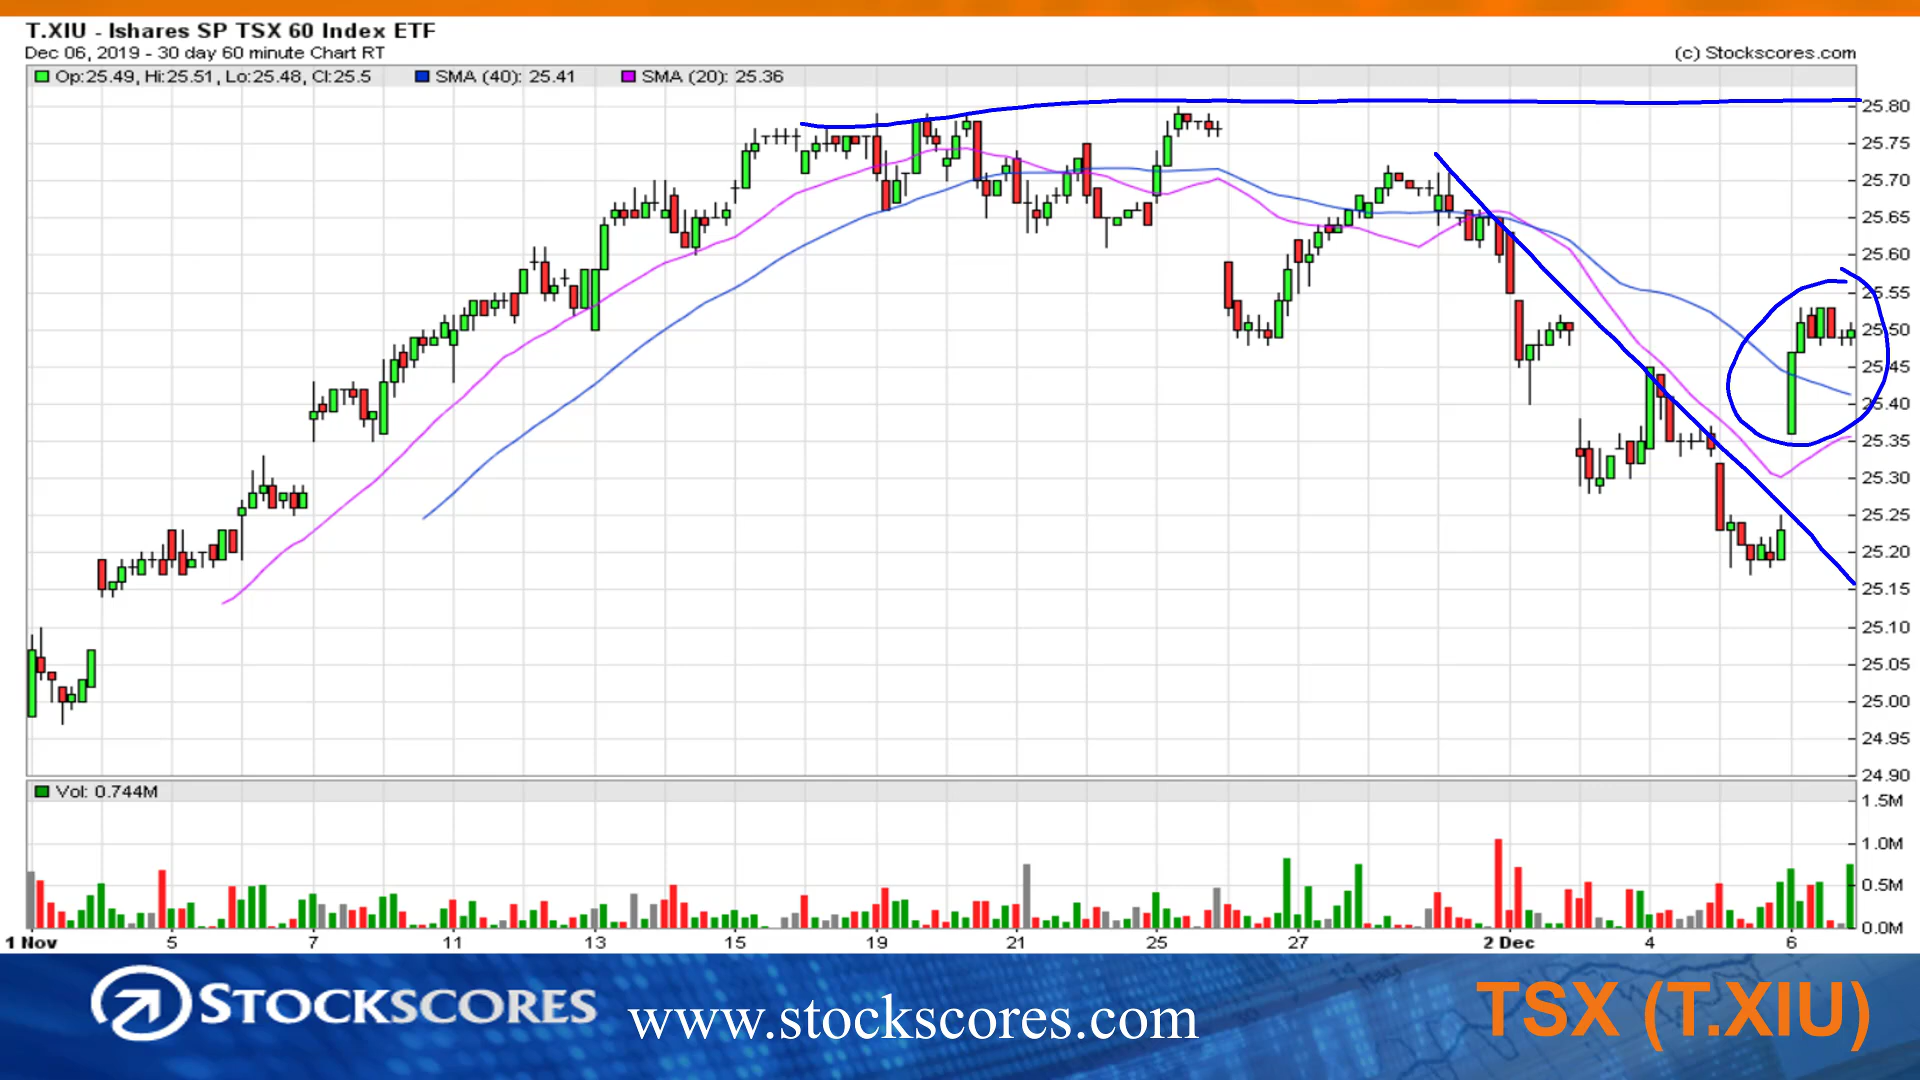 T.XIU - Ishares SP TSX 60 Index ETF
Dec 06, 2019 - 30 day 60 minute Chart RT
(c) Stockscores.com
Op:25.49, Hi:25.51, Lo:25.48, Cl:25.5 SMA (40): 25.41 SMA (20): 25.36
25.80
25.75
25.70
25.65
25.60
25.55
25.50
25.45
25.40
25.35
25.30
25.25
25.20
25.15
25.10
25.05
25.00
24.95
24.90
Vol: 0.744M
1.5M
1.0M
0.5M
0.0M
1 Nov 5 7 11 13 15 19 21 25 27 2 Dec 4 6
STOCKSCORES www.stockscores.com TSX (T.XIU)